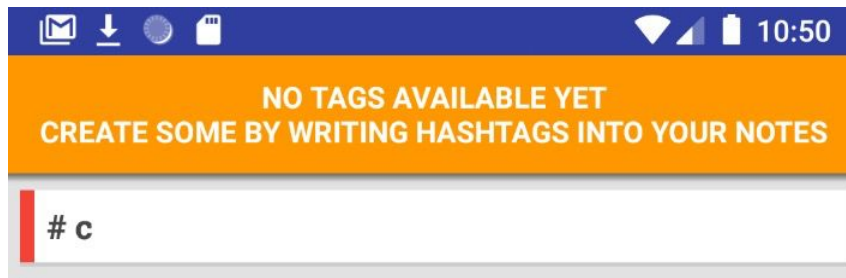 10:50
NO TAGS AVAILABLE YET
CREATE SOME BY WRITING HASHTAGS INTO YOUR NOTES
# c